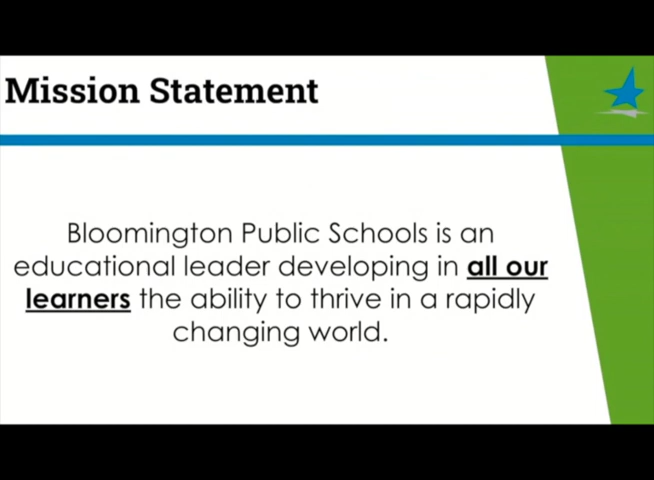 Mission Statement
Bloomington Public Schools is an
educational leader developing in all our
learners the ability to thrive in a rapidly
changing world.